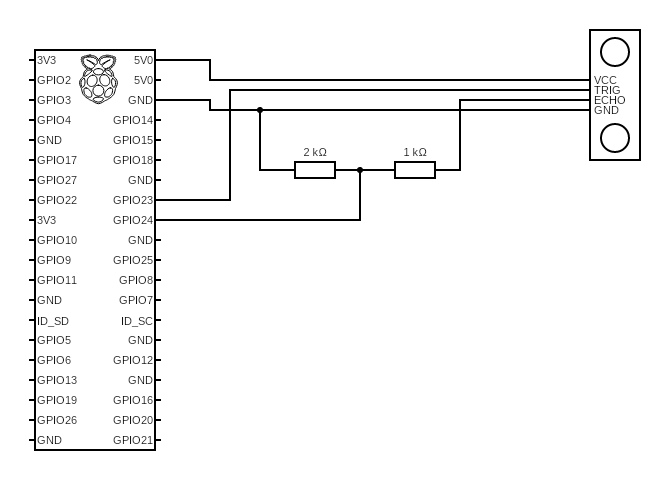 3V3 5V0
GPIO2 5V0
GPIO3 GND
GPIO4 GPIO14
GND GPIO15
GPIO17 GPIO18
GPIO27 GND
GPIO22 GPIO23
3V3 GPIO24
GPIO10 GND
GPIO9 GPIO25
GPIO11 GPIO8
GND GPIO7
ID_SD ID_SC
GPIO5 GND
GPIO6 GPIO12
GPIO13 GND
GPIO19 GPIO16
GPIO26 GPIO20
GND GPIO21
2 kΩ
1 kΩ
VCC
TRIG
ECHO
GND